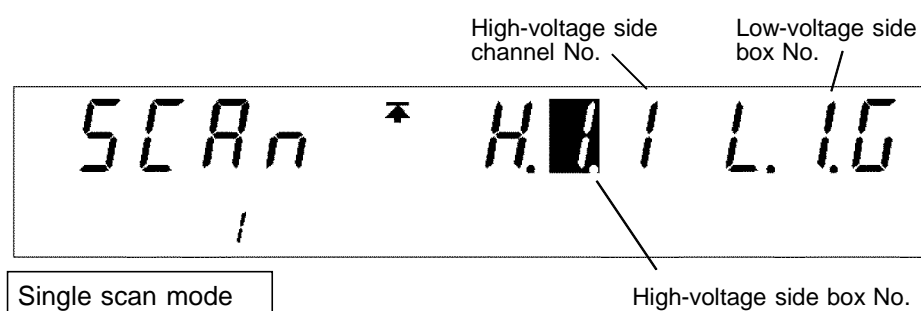 High-voltage side
channel No.
Low-voltage side
box No.
SCAn H.1.1 L.1.G
1
Single scan mode
High-voltage side box No.